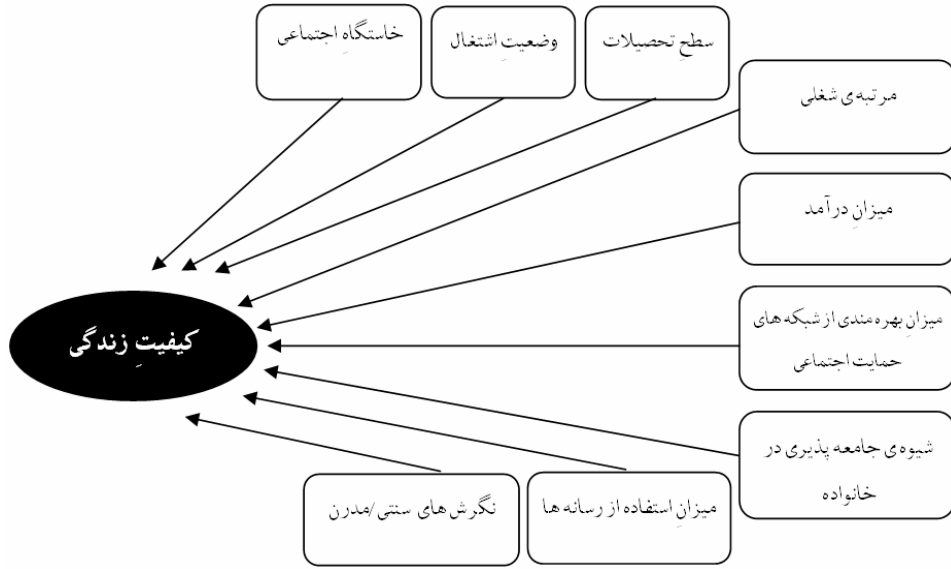 خاستگاهِ اجتماعی
وضعیتِ اشتغال
سطحِ تحصیلات
مرتبه‌ی شغلی
میزانِ درآمد
میزانِ بهره مندی از شبکه های
حمایت اجتماعی
شیوه‌ی جامعه پذیری در
خانواده
میزانِ استفاده از رسانه ها
نگرش های سنتی/مدرن
کیفیتِ زندگی